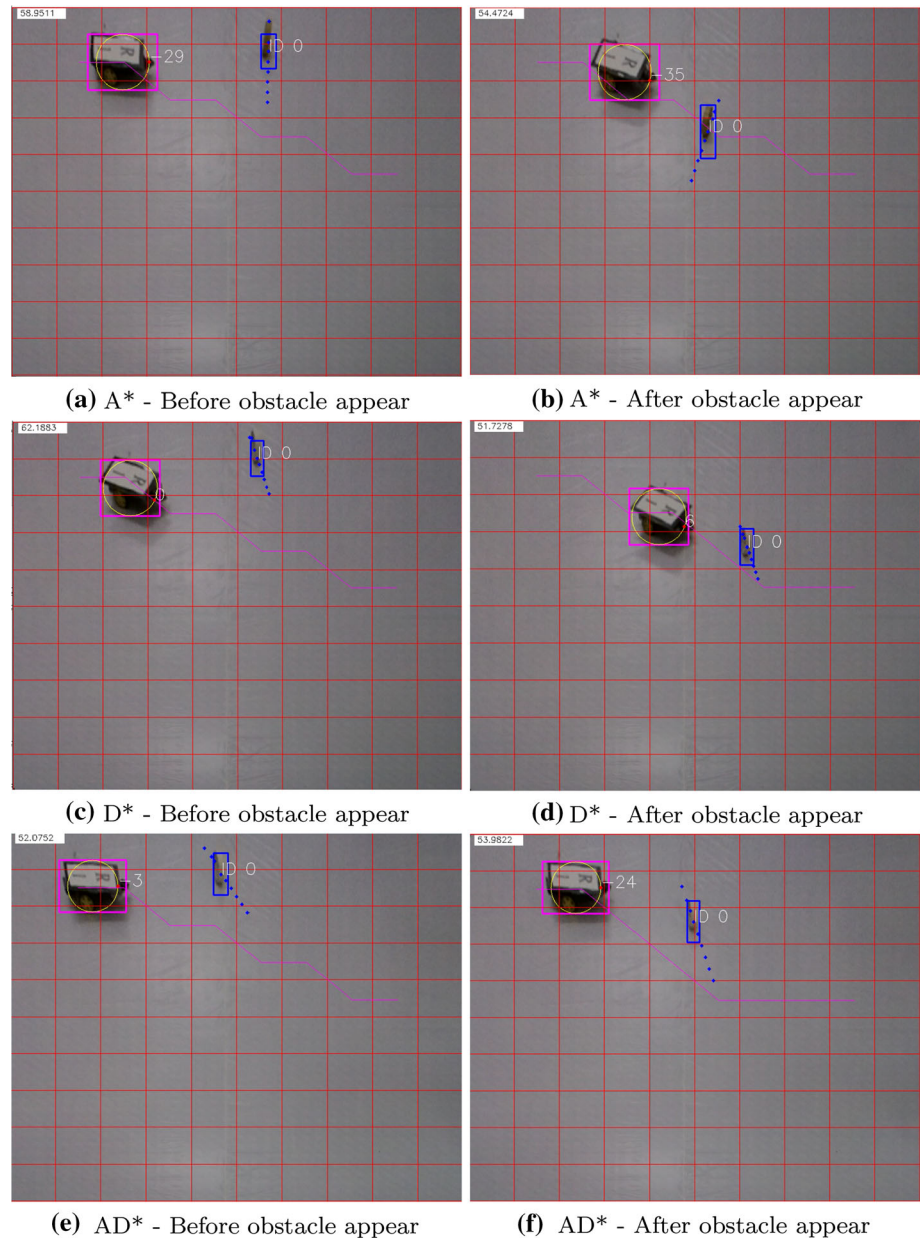 58.9511
R
I
-29
ID 0
54.4724
R
I
-35
ID 0
(a) A* - Before obstacle appear
(b) A* - After obstacle appear
62.1883
R
I
0
ID 0
51.7278
R
I
6
ID 0
(c) D* - Before obstacle appear
(d) D* - After obstacle appear
52.0752
R
I
-3
ID 0
53.9822
R
I
-24
ID 0
(e) AD* - Before obstacle appear
(f) AD* - After obstacle appear